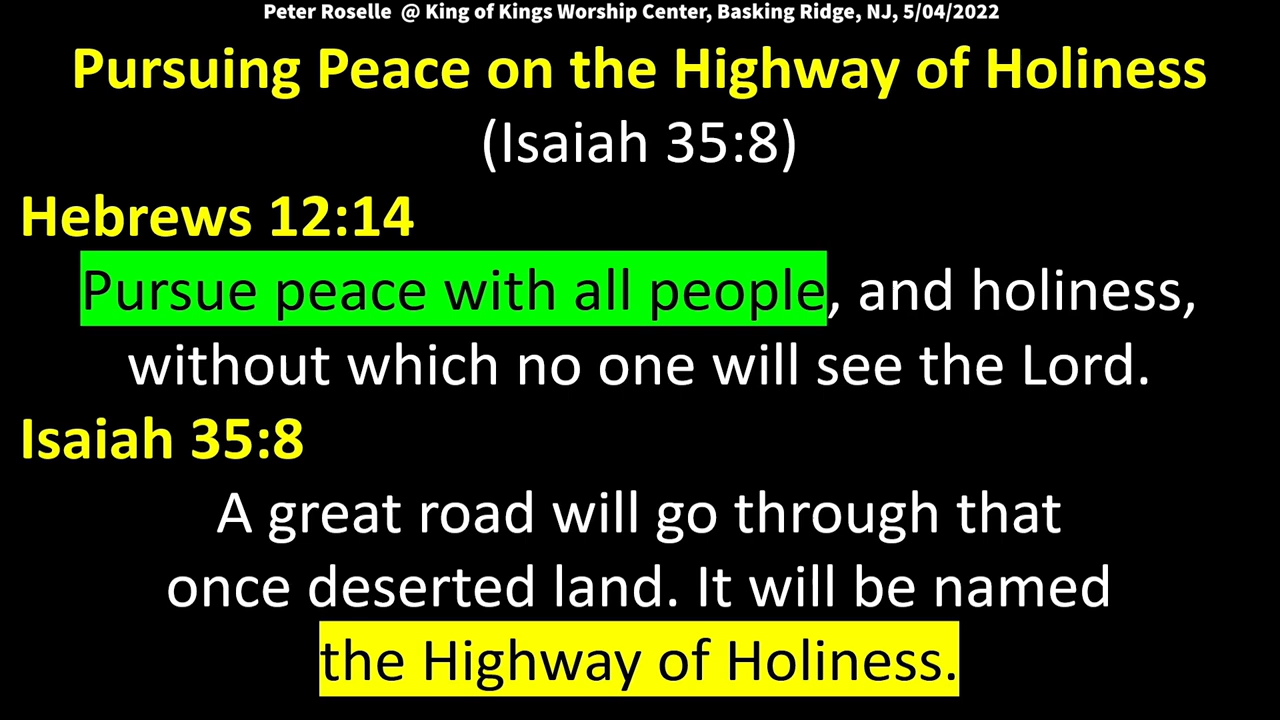 Peter Roselle @ King of Kings Worship Center, Basking Ridge, NJ, 5/04/2022
Pursuing Peace on the Highway of Holiness
(Isaiah 35:8)
Hebrews 12:14
Pursue peace with all people, and holiness,
without which no one will see the Lord.
Isaiah 35:8
A great road will go through that
once deserted land. It will be named
the Highway of Holiness.